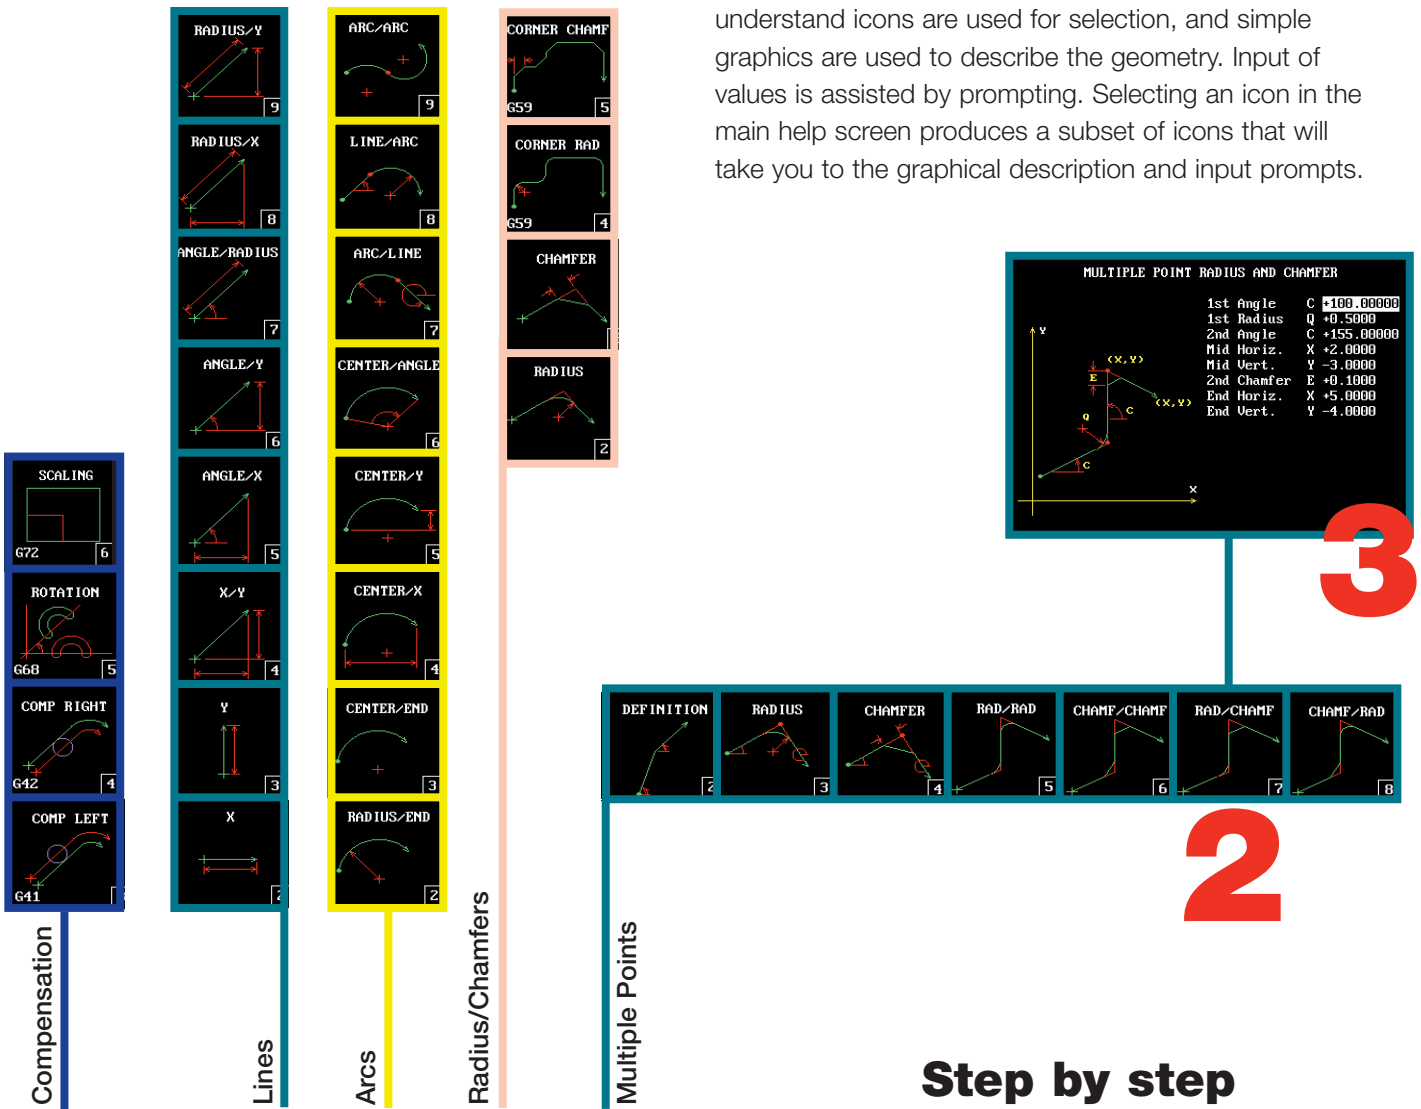 understand icons are used for selection, and simple
graphics are used to describe the geometry. Input of
values is assisted by prompting. Selecting an icon in the
main help screen produces a subset of icons that will
take you to the graphical description and input prompts.
SCALING
G72 6
ROTATION
G68 5
COMP RIGHT
G42 4
COMP LEFT
G41
Compensation
RADIUS/Y
9
RADIUS/X
8
ANGLE/RADIUS
7
ANGLE/Y
6
ANGLE/X
5
X/Y
4
Y
3
X
2
Lines
ARC/ARC
9
LINE/ARC
8
ARC/LINE
7
CENTER/ANGLE
6
CENTER/Y
5
CENTER/X
4
CENTER/END
3
RADIUS/END
2
Arcs
CORNER CHAMF
G59 5
CORNER RAD
G59 4
CHAMFER
RADIUS
2
Radius/Chamfers
MULTIPLE POINT RADIUS AND CHAMFER
1st Angle C +100.00000
1st Radius Q +0.5000
2nd Angle C +155.00000
Mid Horiz. X +2.0000
Mid Vert. Y -3.0000
2nd Chamfer E +0.1000
End Horiz. X +5.0000
End Vert. Y -4.0000
Y
(X,Y)
E
(X,Y)
C
Q
C
X
3
DEFINITION
2
RADIUS
3
CHAMFER
4
RAD/RAD
5
CHAMF/CHAMF
6
RAD/CHAMF
7
CHAMF/RAD
8
2
Multiple Points
Step by step